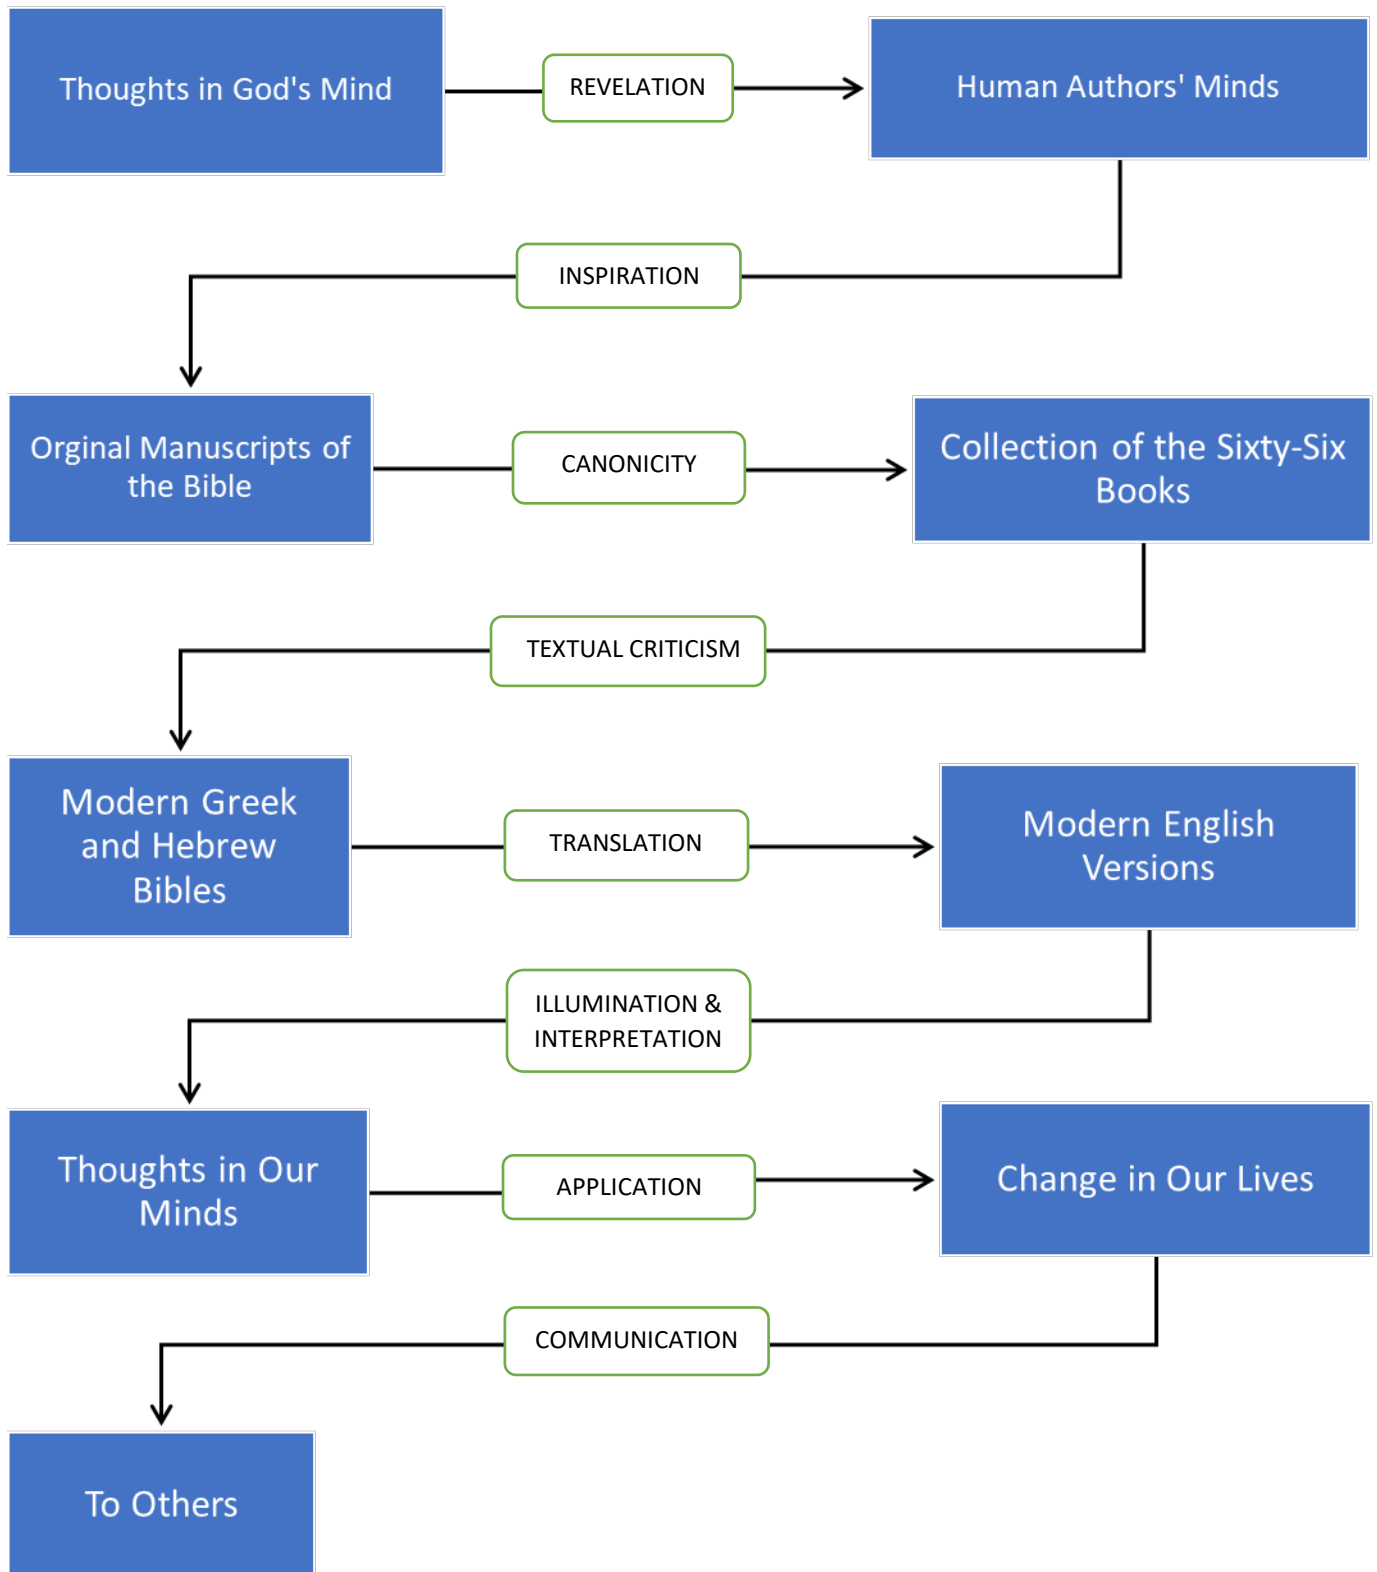 Thoughts in God's Mind
REVELATION
Human Authors' Minds
INSPIRATION
Orginal Manuscripts of
the Bible
CANONICITY
Collection of the Sixty-Six
Books
TEXTUAL CRITICISM
Modern Greek
and Hebrew
Bibles
TRANSLATION
Modern English
Versions
ILLUMINATION &
INTERPRETATION
Thoughts in Our
Minds
APPLICATION
Change in Our Lives
COMMUNICATION
To Others